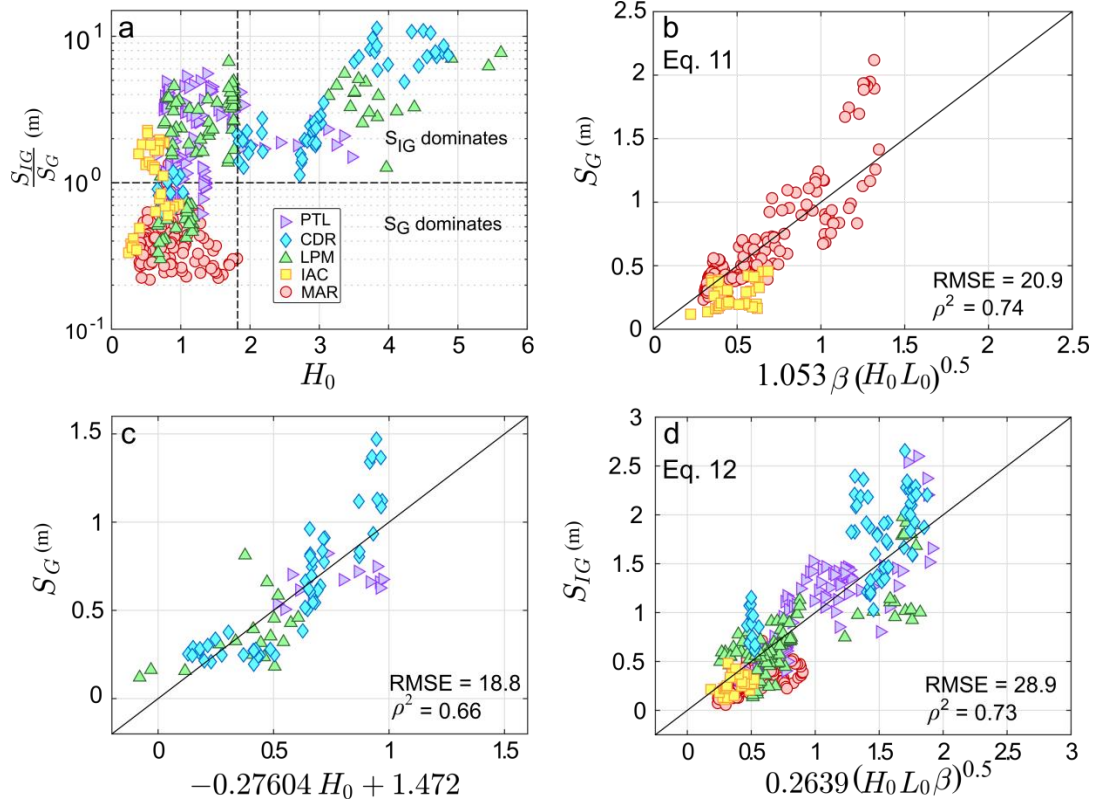 a
10^1
10^0
10^-1
S_IG / S_G (m)
S_IG dominates
S_G dominates
PTL
CDR
LPM
IAC
MAR
0 1 2 3 4 5 6
H_0
b
Eq. 11
2.5
2
1.5
1
0.5
0
S_G (m)
RMSE = 20.9
ρ^2 = 0.74
0 0.5 1 1.5 2 2.5
1.053 β (H_0 L_0)^0.5
c
1.5
1
0.5
0
S_G (m)
RMSE = 18.8
ρ^2 = 0.66
0 0.5 1 1.5
−0.27604 H_0 + 1.472
d
Eq. 12
3
2.5
2
1.5
1
0.5
0
S_IG (m)
RMSE = 28.9
ρ^2 = 0.73
0 0.5 1 1.5 2 2.5 3
0.2639 (H_0 L_0 β)^0.5